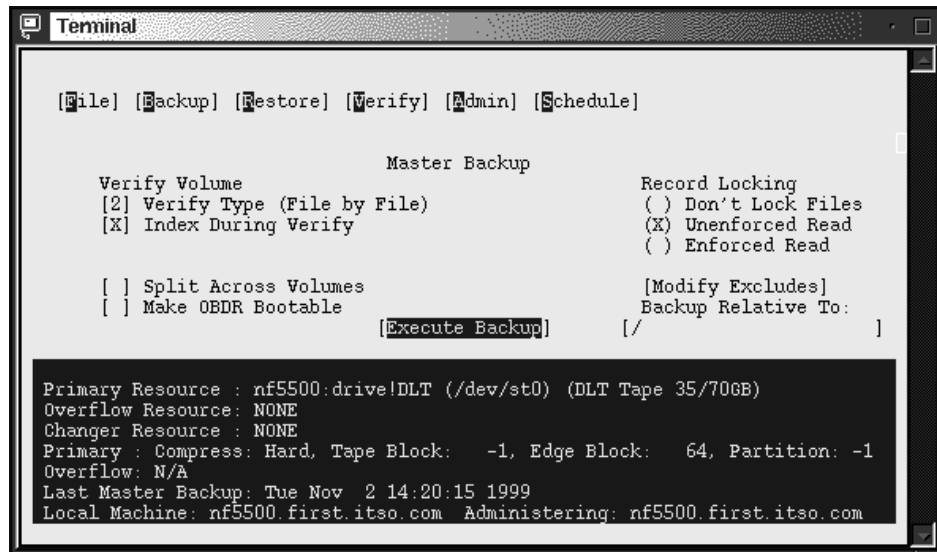 Terminal
[File] [Backup] [Restore] [Verify] [Admin] [Schedule]
Master Backup
Verify Volume Record Locking
[2] Verify Type (File by File) ( ) Don't Lock Files
[X] Index During Verify (X) Unenforced Read
( ) Enforced Read
[ ] Split Across Volumes [Modify Excludes]
[ ] Make OBDR Bootable Backup Relative To:
[Execute Backup] [/ ]
Primary Resource : nf5500:drive!DLT (/dev/st0) (DLT Tape 35/70GB)
Overflow Resource: NONE
Changer Resource : NONE
Primary : Compress: Hard, Tape Block: -1, Edge Block: 64, Partition: -1
Overflow: N/A
Last Master Backup: Tue Nov 2 14:20:15 1999
Local Machine: nf5500.first.itso.com Administering: nf5500.first.itso.com